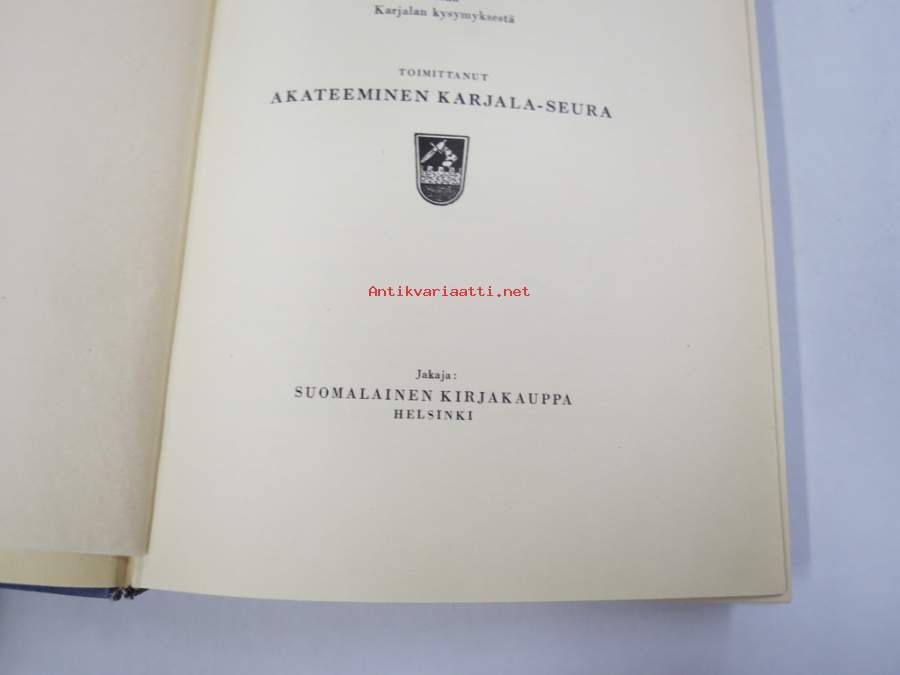 Karjalan kysymyksestä
TOIMITTANUT
AKATEEMINEN KARJALA-SEURA
Antikvariaatti.net
Jakaja:
SUOMALAINEN KIRJAKAUPPA
HELSINKI